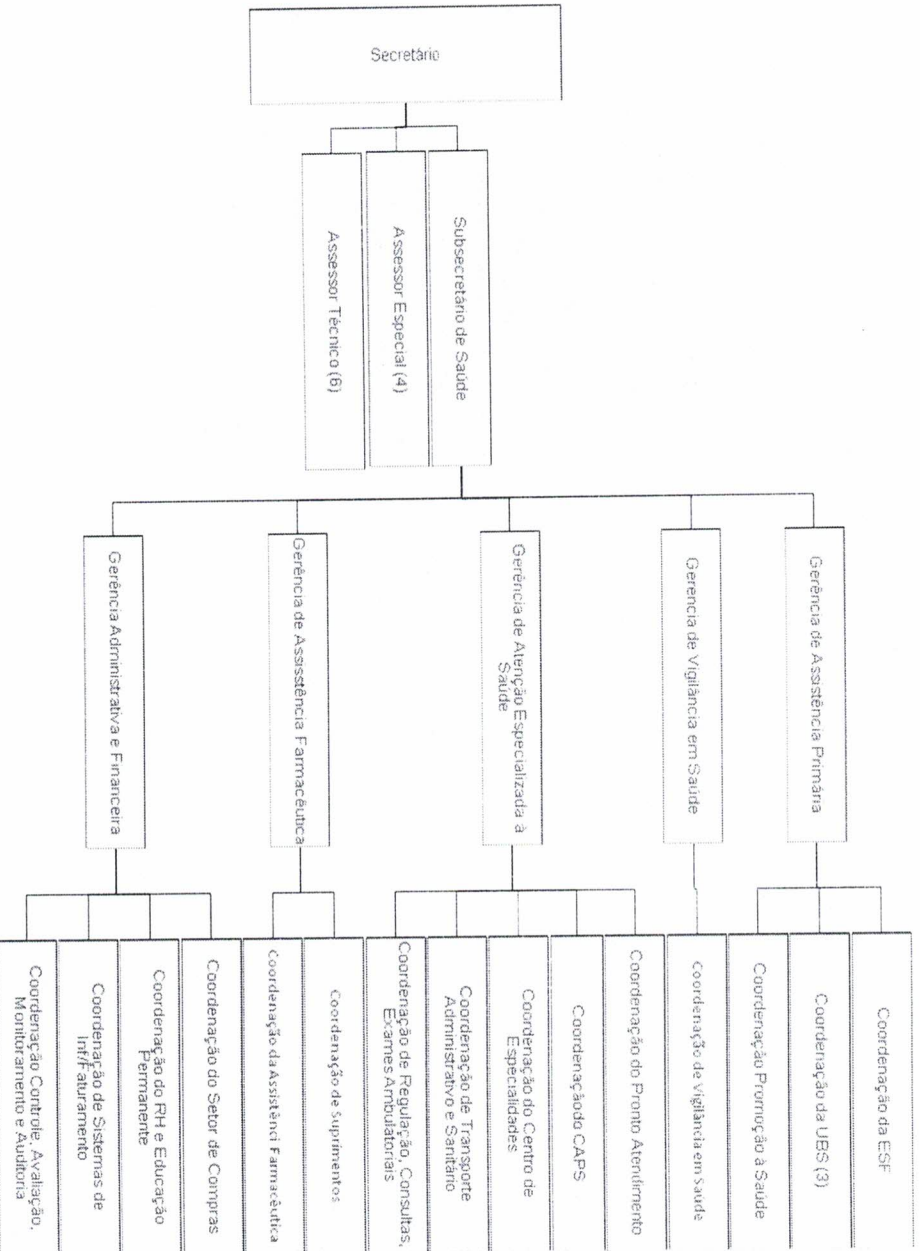 Secretário
Subsecretário de Saúde
Assessor Especial (4)
Assessor Técnico (6)
Gerência de Assistência Primária
Gerencia de Vigilância em Saúde
Gerência de Atenção Especializada à
Saúde
Gerência de Assisstência Farmacêutica
Gerência Administrativa e Financeira
Coordenação da ESF
Coordenação da UBS (3)
Coordenação Promoção à Saúde
Coordenação de Vigilância em Saúde
Coordenação do Pronto Atendimento
Coordenaçãodo CAPS
Coordenação do Centro de
Especialidades
Coordenação de Transporte
Administrativo e Sanitário
Coordenação de Regulação, Consultas,
Exames Ambulatoriais
Coordenação de Suprimentos
Coordenação da Assistênci Farmacêutica
Coordenação do Setor de Compras
Coordenação do RH e Educação
Permanente
Coordenação de Sistemas de
Inf/Faturamento
Coordenação Controle, Avaliação,
Monitoramento e Auditoria